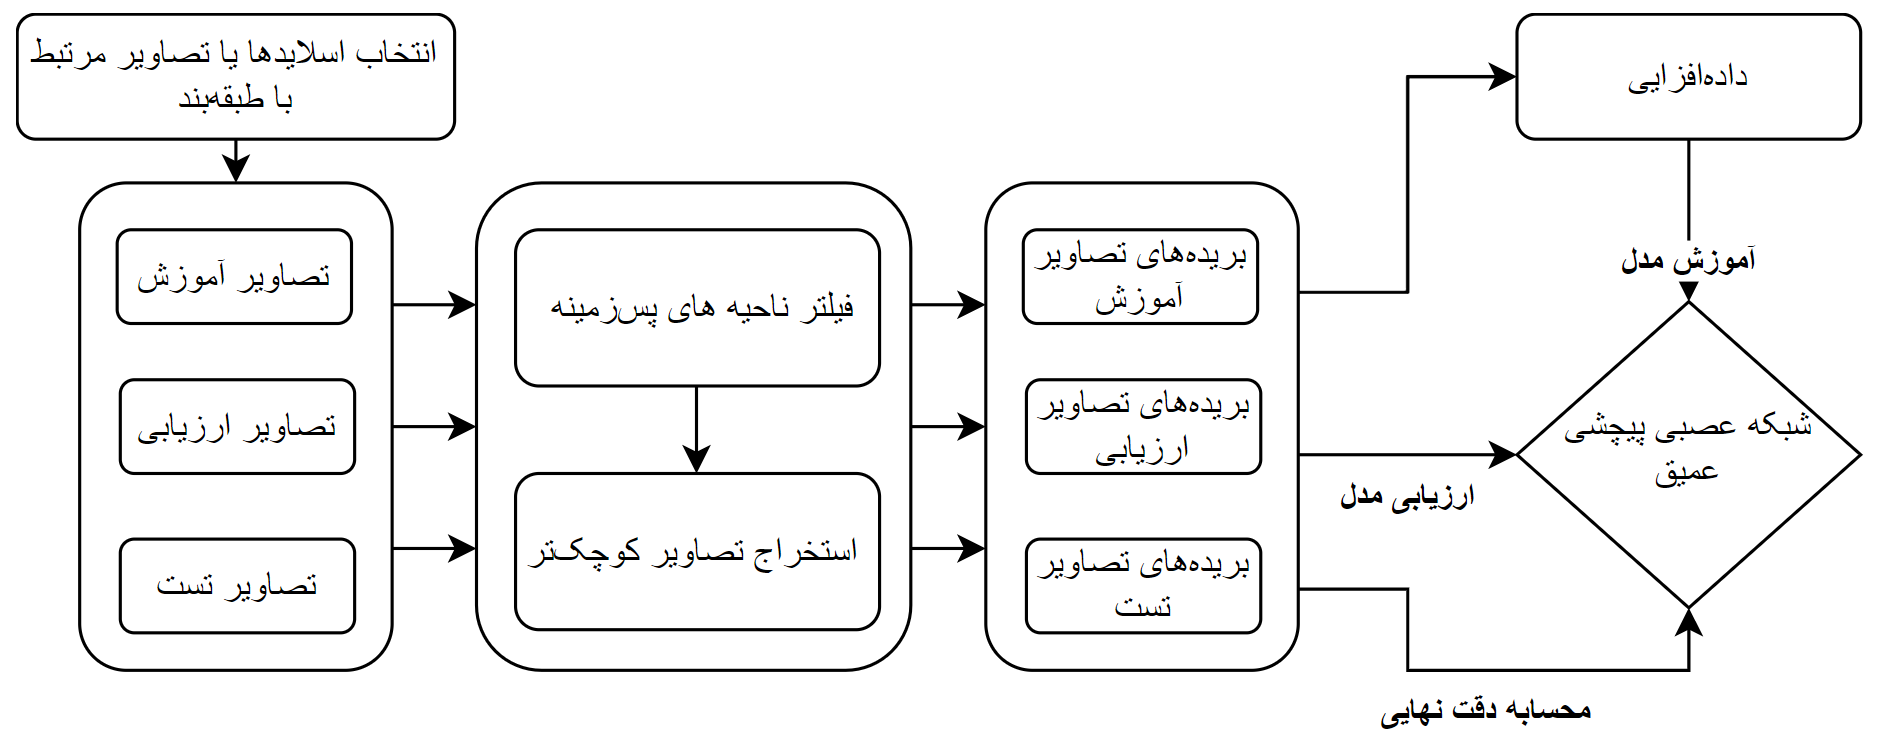 انتخاب اسلایدها یا تصاویر مرتبط
با طبقه‌بند
تصاویر آموزش
تصاویر ارزیابی
تصاویر تست
فیلتر ناحیه های پس‌زمینه
استخراج تصاویر کوچک‌تر
بریده‌های تصاویر
آموزش
بریده‌های تصاویر
ارزیابی
بریده‌های تصاویر
تست
داده‌افزایی
آموزش مدل
شبکه عصبی پیچشی
عمیق
ارزیابی مدل
محسابه دقت نهایی